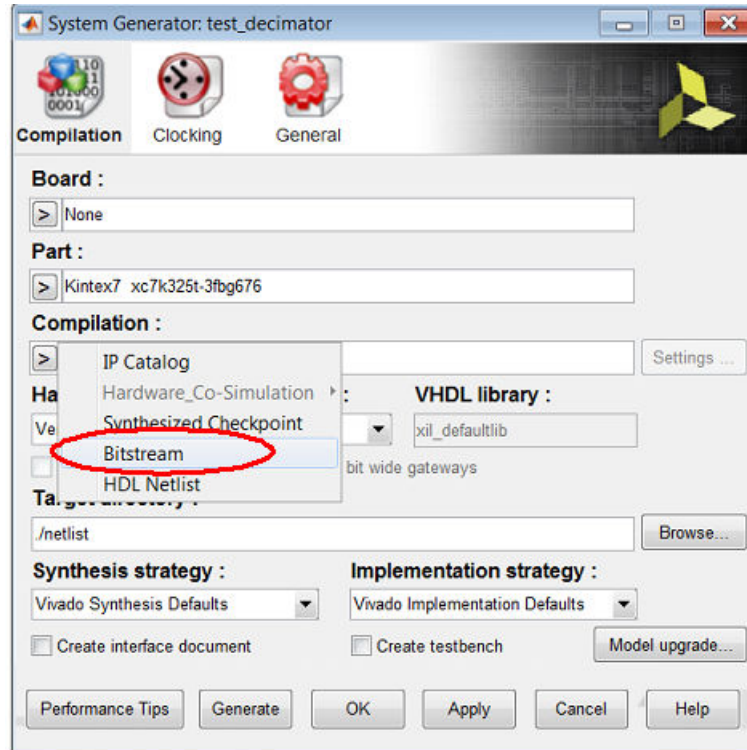 System Generator: test_decimator
Compilation Clocking General
Board :
> None
Part :
> Kintex7 xc7k325t-3fbg676
Compilation :
> Settings ...
IP Catalog
Hardware_Co-Simulation
Ha : VHDL library :
Synthesized Checkpoint
Ve xil_defaultlib
Bitstream
bit wide gateways
HDL Netlist
./netlist Browse...
Synthesis strategy : Implementation strategy :
Vivado Synthesis Defaults Vivado Implementation Defaults
Create interface document Create testbench Model upgrade...
Performance Tips Generate OK Apply Cancel Help